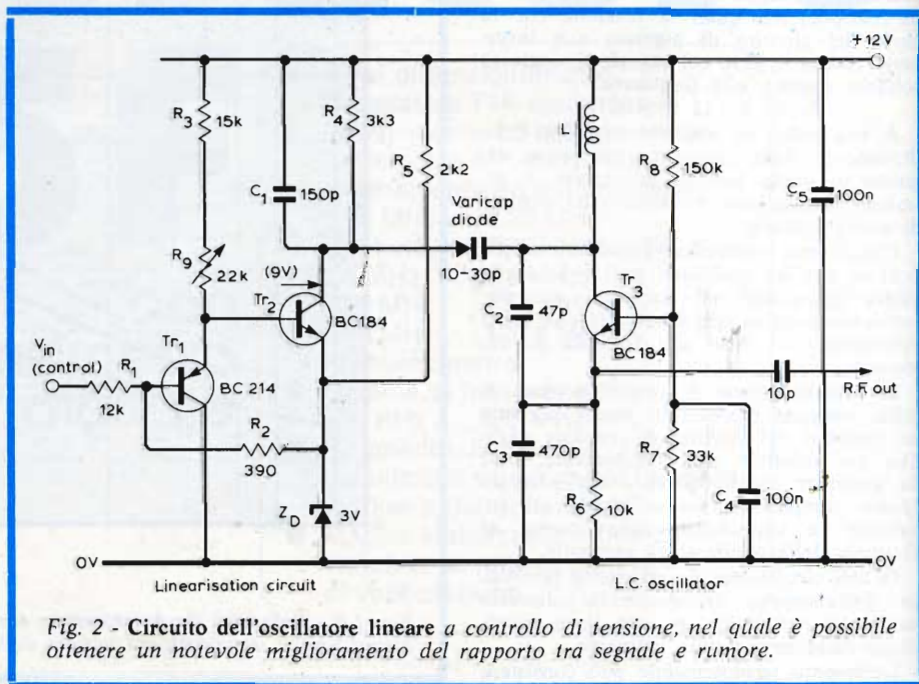 +12V
R3
15k
R4
3k3
C1
150p
R5
2k2
L
R8
150k
C5
100n
R9
22k
(9V)
Varicap
diode
10-30p
Tr2
BC184
C2
47p
Tr3
BC184
Vin
(control)
R1
12k
Tr1
BC 214
R2
390
10p
R.F. out
C3
470p
R7
33k
R6
10k
C4
100n
ZD
3V
0V
0V
Linearisation circuit
L.C. oscillator
Fig. 2 - Circuito dell'oscillatore lineare a controllo di tensione, nel quale è possibile
ottenere un notevole miglioramento del rapporto tra segnale e rumore.